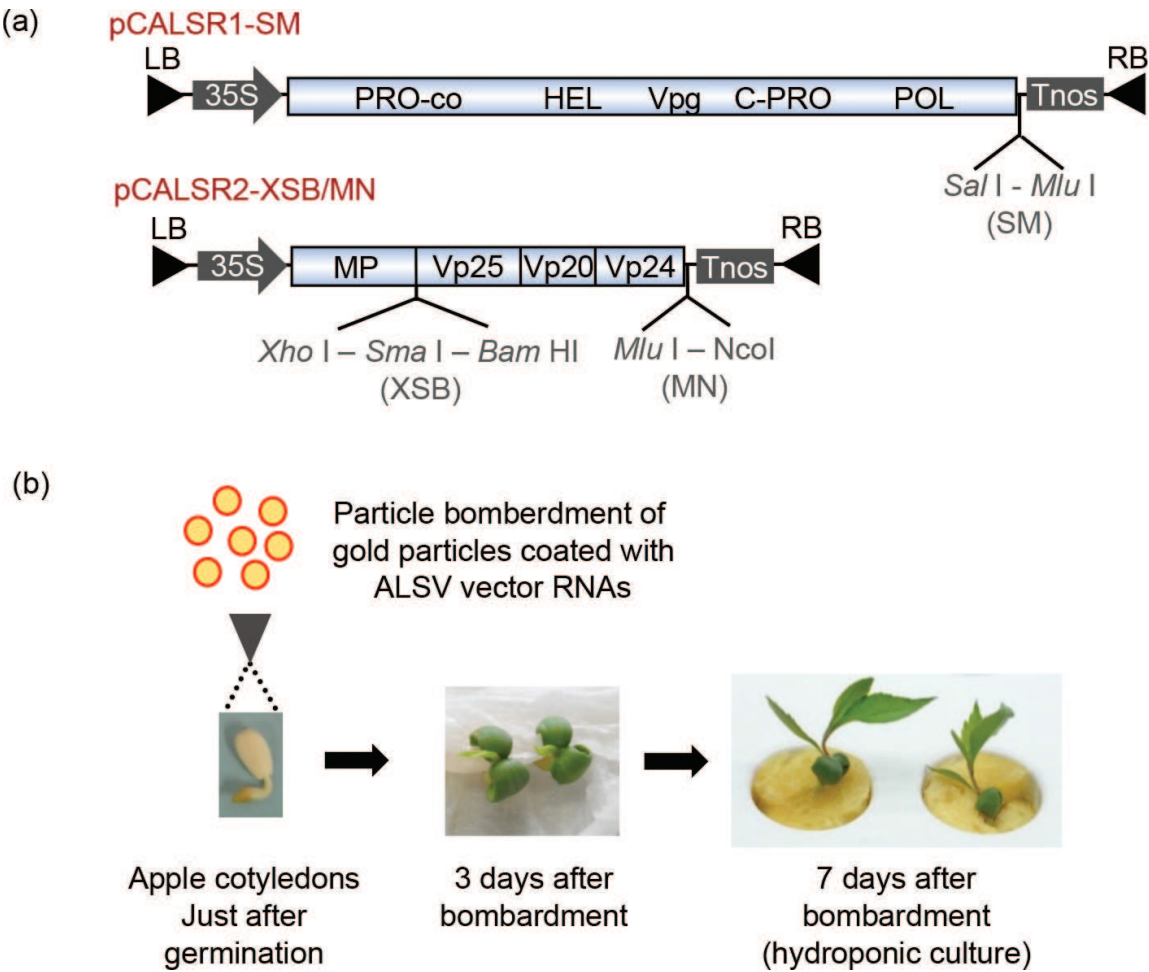 (a)
pCALSR1-SM
LB
RB
35S
PRO-co HEL Vpg C-PRO POL
Tnos
Sal I - Mlu I
(SM)
pCALSR2-XSB/MN
LB
RB
35S
MP Vp25 Vp20 Vp24
Tnos
Xho I – Sma I – Bam HI
(XSB)
Mlu I – NcoI
(MN)
(b)
Particle bomberdment of
gold particles coated with
ALSV vector RNAs
Apple cotyledons
Just after
germination
3 days after
bombardment
7 days after
bombardment
(hydroponic culture)